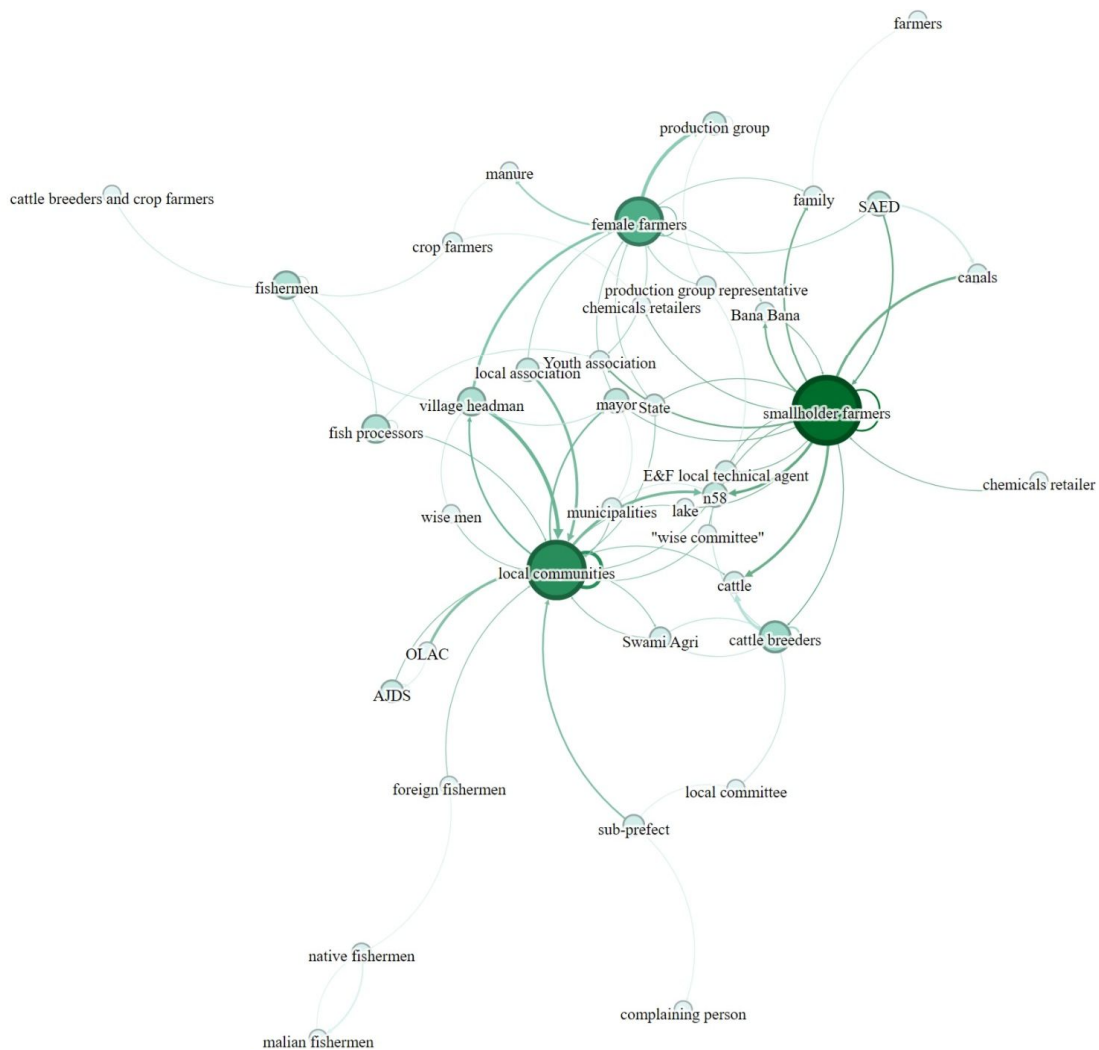 farmers
production group
manure
cattle breeders and crop farmers
family
SAED
female farmers
crop farmers
canals
fishermen
production group representative
chemicals retailers
Bana Bana
Youth association
local association
village headman
mayor
State
smallholder farmers
fish processors
E&F local technical agent
chemicals retailer
n58
wise men
municipalities
lake
"wise committee"
local communities
cattle
Swami Agri
cattle breeders
OLAC
AJDS
foreign fishermen
local committee
sub-prefect
native fishermen
complaining person
malian fishermen